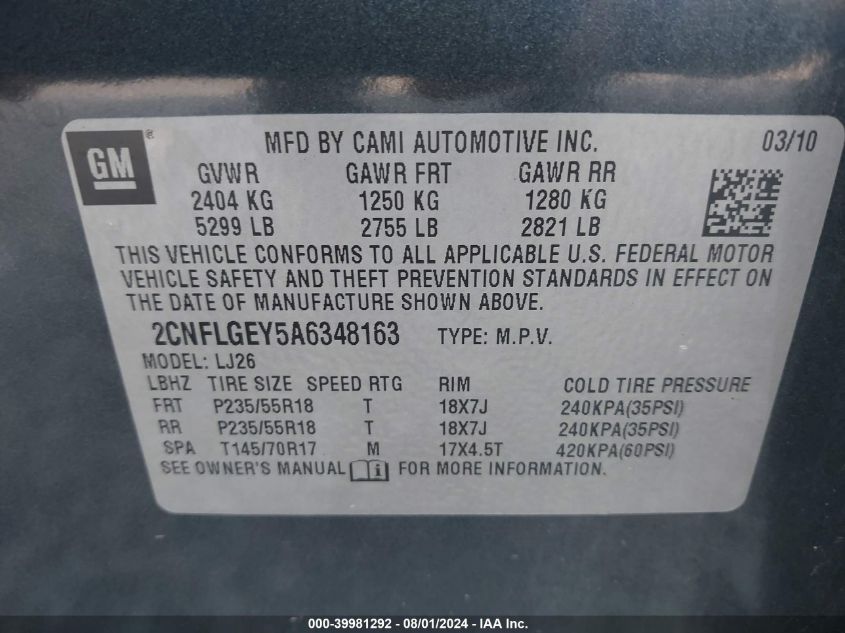 GM®
MFD BY CAMI AUTOMOTIVE INC. 03/10
GVWR GAWR FRT GAWR RR
2404 KG 1250 KG 1280 KG
5299 LB 2755 LB 2821 LB
THIS VEHICLE CONFORMS TO ALL APPLICABLE U.S. FEDERAL MOTOR
VEHICLE SAFETY AND THEFT PREVENTION STANDARDS IN EFFECT ON
THE DATE OF MANUFACTURE SHOWN ABOVE.
2CNFLGEY5A6348163 TYPE: M.P.V.
MODEL: LJ26
LBHZ TIRE SIZE SPEED RTG RIM COLD TIRE PRESSURE
FRT P235/55R18 T 18X7J 240KPA(35PSI)
RR P235/55R18 T 18X7J 240KPA(35PSI)
SPA T145/70R17 M 17X4.5T 420KPA(60PSI)
SEE OWNER'S MANUAL i FOR MORE INFORMATION.
000-39981292 - 08/01/2024 - IAA Inc.